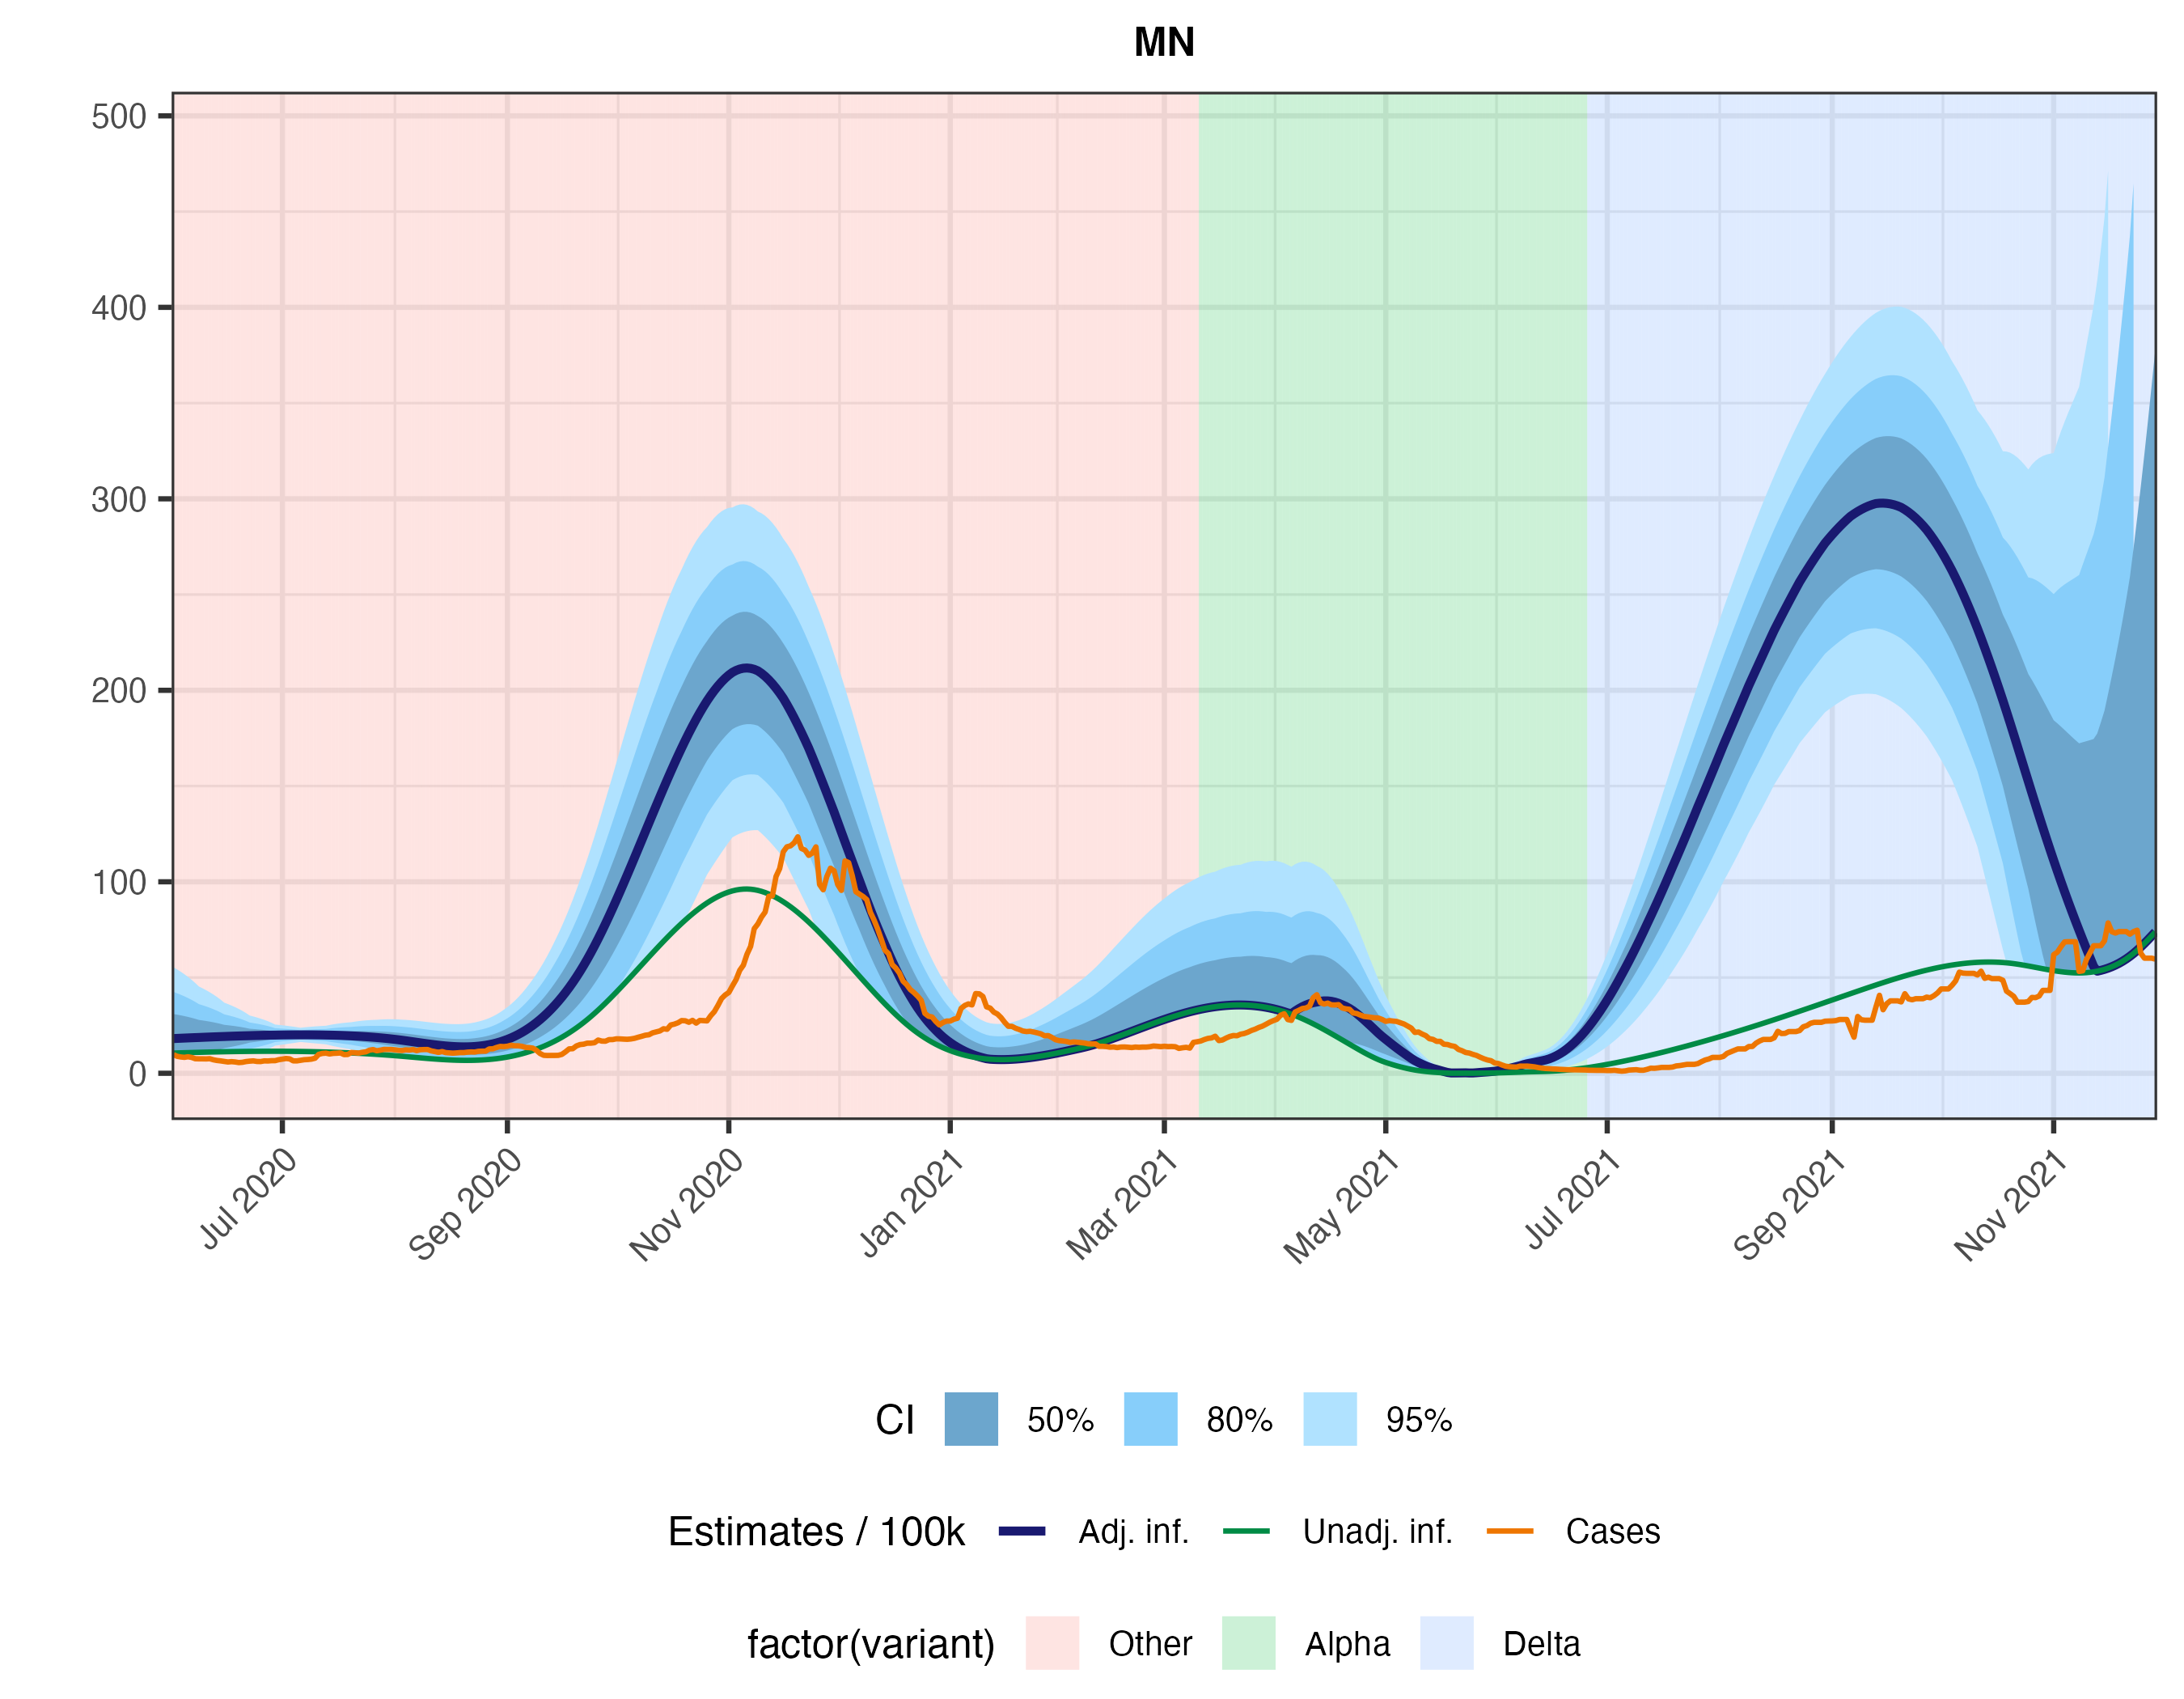 MN
500
400
300
200
100
0
Jul 2020
Sep 2020
Nov 2020
Jan 2021
Mar 2021
May 2021
Jul 2021
Sep 2021
Nov 2021
CI 50% 80% 95%
Estimates / 100k Adj. inf. Unadj. inf. Cases
factor(variant) Other Alpha Delta